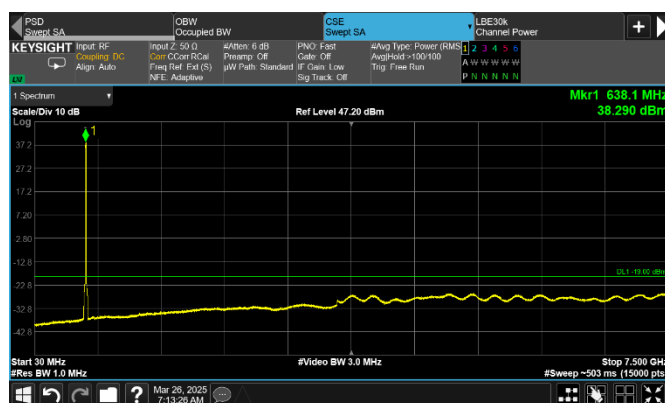 PSD
Swept SA
OBW
Occupied BW
CSE
Swept SA
LBE30k
Channel Power
KEYSIGHT
Input: RF
Coupling: DC
Align: Auto
Input Z: 50 Ω
Corr CCorr RCal
Freq Ref: Ext (S)
NFE: Adaptive
#Atten: 6 dB
Preamp: Off
µW Path: Standard
PNO: Fast
Gate: Off
IF Gain: Low
Sig Track: Off
#Avg Type: Power (RMS)
Avg|Hold >100/100
Trig: Free Run
1 2 3 4 5 6
A W W W W W
P N N N N N
LXI
1 Spectrum
Scale/Div 10 dB
Log
Ref Level 47.20 dBm
Mkr1 638.1 MHz
38.290 dBm
1
37.2
27.2
17.2
7.20
-2.80
-12.8
DL1 -19.00 dBm
-22.8
-32.8
-42.8
Start 30 MHz
#Res BW 1.0 MHz
#Video BW 3.0 MHz
Stop 7.500 GHz
#Sweep ~503 ms (15000 pts)
?
Mar 26, 2025
7:13:26 AM